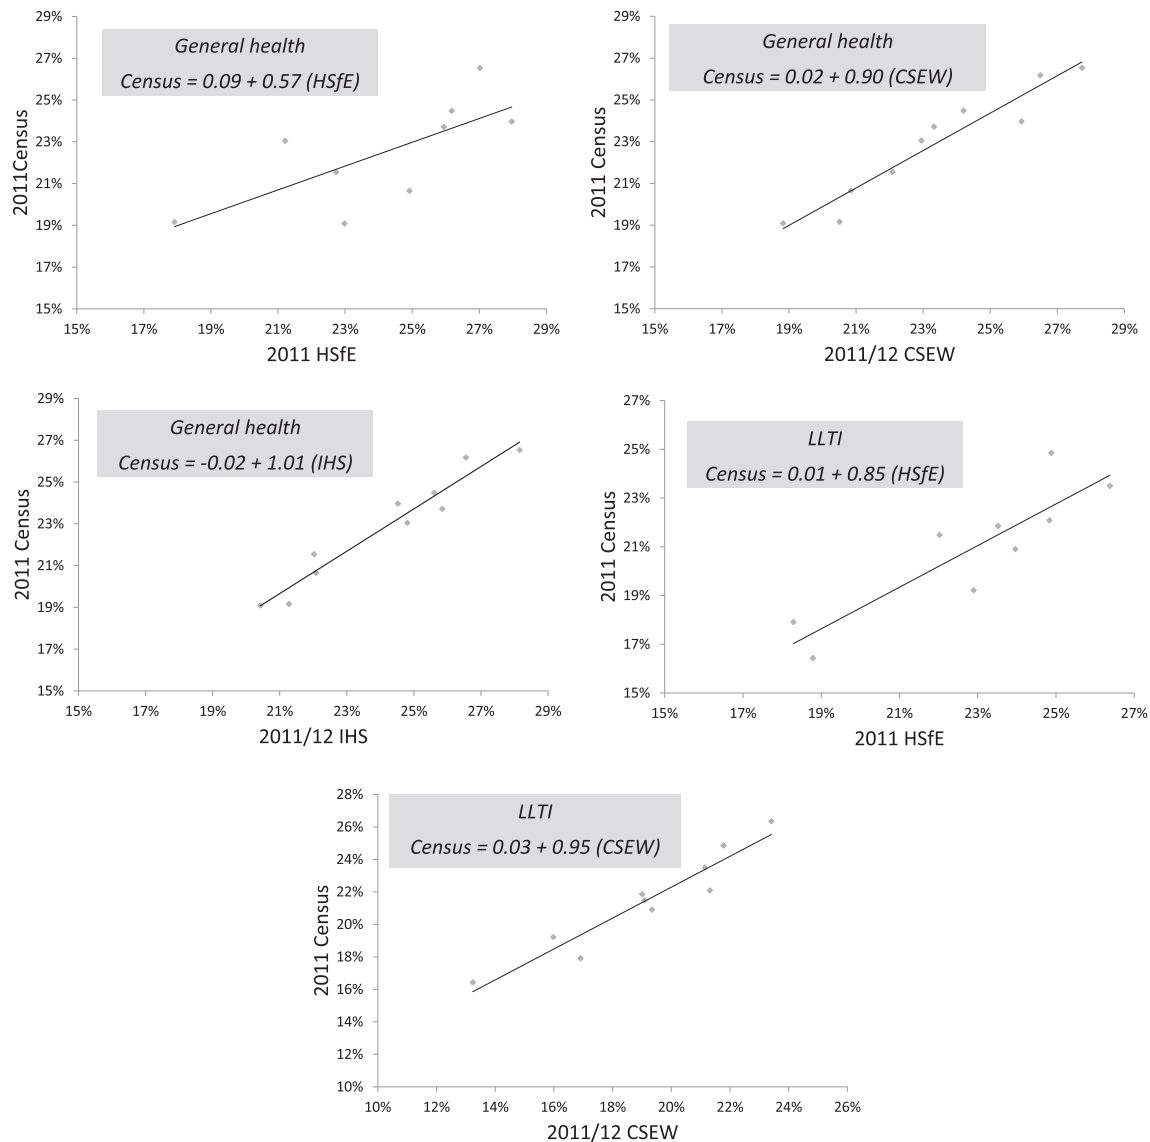 General health
Census = 0.09 + 0.57 (HSfE)
29%
27%
25%
23%
21%
19%
17%
15%
2011Census
15% 17% 19% 21% 23% 25% 27% 29%
2011 HSfE
General health
Census = 0.02 + 0.90 (CSEW)
29%
27%
25%
23%
21%
19%
17%
15%
2011 Census
15% 17% 19% 21% 23% 25% 27% 29%
2011/12 CSEW
General health
Census = -0.02 + 1.01 (IHS)
29%
27%
25%
23%
21%
19%
17%
15%
2011 Census
15% 17% 19% 21% 23% 25% 27% 29%
2011/12 IHS
LLTI
Census = 0.01 + 0.85 (HSfE)
27%
25%
23%
21%
19%
17%
15%
2011 Census
15% 17% 19% 21% 23% 25% 27%
2011 HSfE
LLTI
Census = 0.03 + 0.95 (CSEW)
28%
26%
24%
22%
20%
18%
16%
14%
12%
10%
2011 Census
10% 12% 14% 16% 18% 20% 22% 24% 26%
2011/12 CSEW